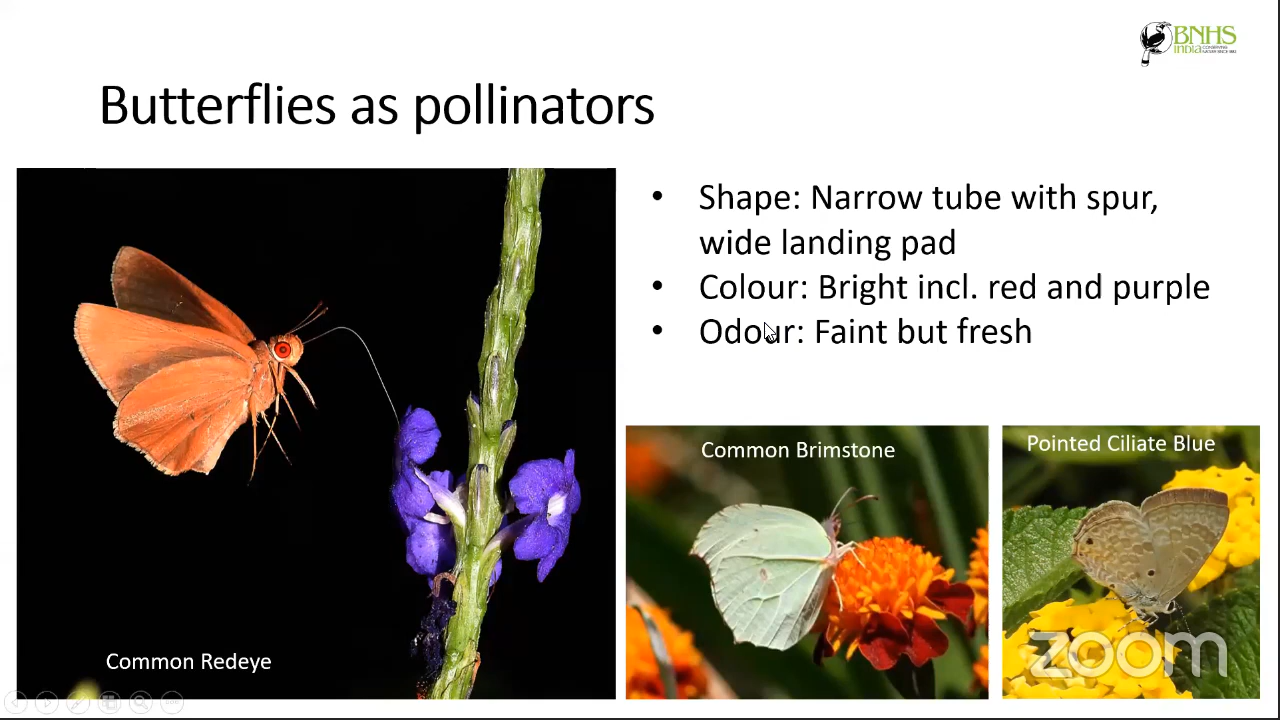 BNHS
India
Butterflies as pollinators
• Shape: Narrow tube with spur,
wide landing pad
• Colour: Bright incl. red and purple
• Odour: Faint but fresh
Common Redeye
Common Brimstone
Pointed Ciliate Blue
zoom